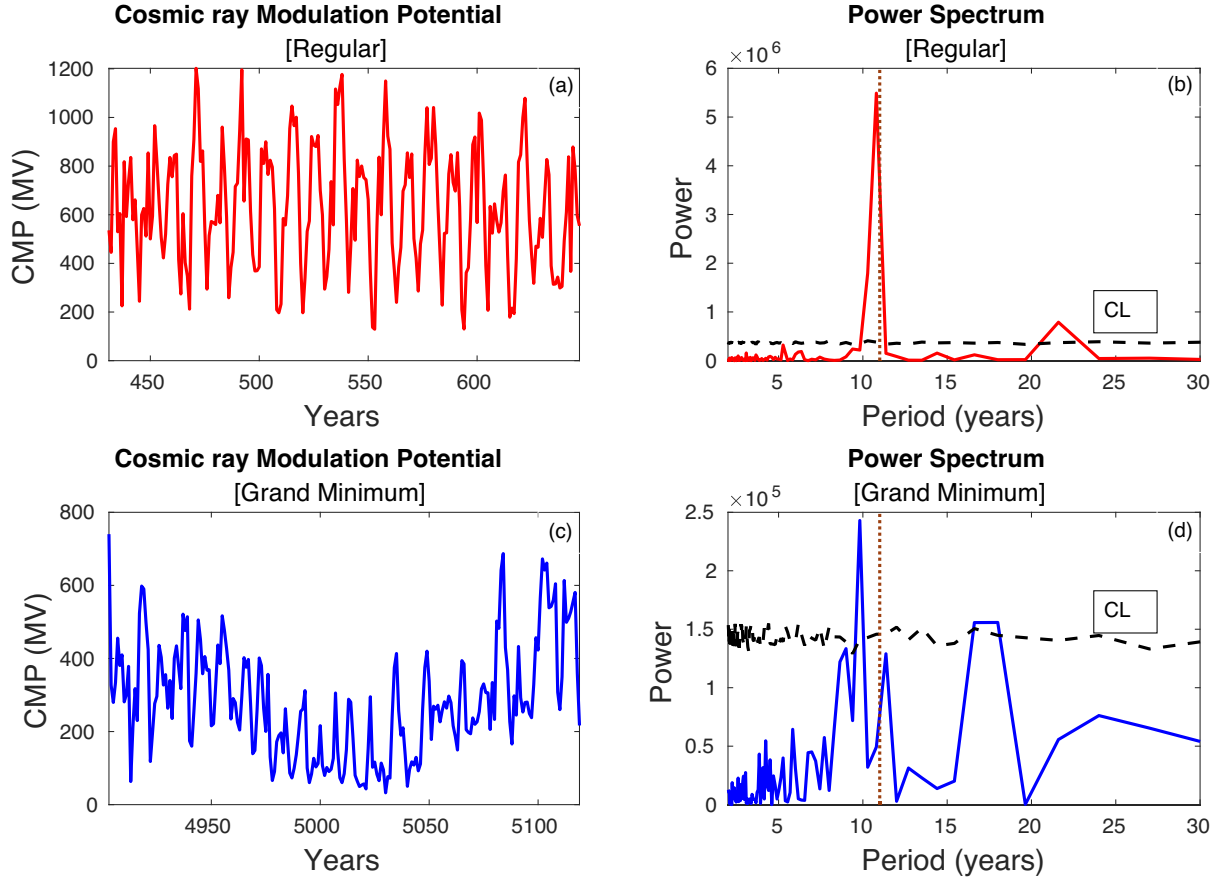 Cosmic ray Modulation Potential
[Regular]
(a)
CMP (MV)
1200
1000
800
600
400
200
0
450 500 550 600
Years
Power Spectrum
[Regular]
×10^6
(b)
Power
6
5
4
3
2
1
0
CL
5 10 15 20 25 30
Period (years)
Cosmic ray Modulation Potential
[Grand Minimum]
(c)
CMP (MV)
800
600
400
200
0
4950 5000 5050 5100
Years
Power Spectrum
[Grand Minimum]
×10^5
(d)
Power
2.5
2
1.5
1
0.5
0
CL
5 10 15 20 25 30
Period (years)